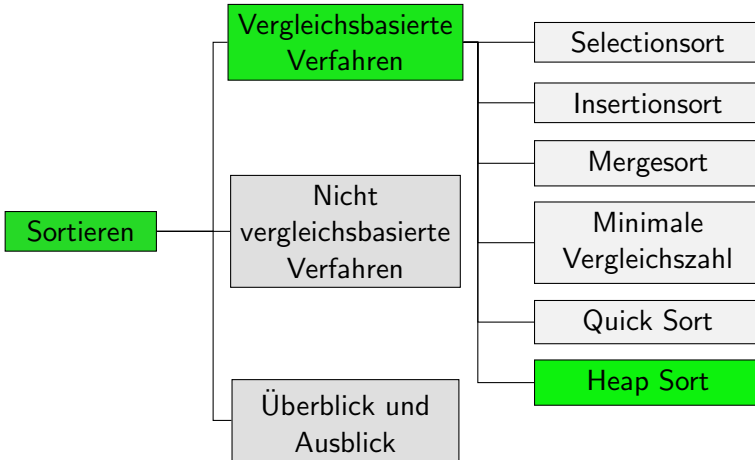 Sortieren
Vergleichsbasierte
Verfahren
Nicht
vergleichsbasierte
Verfahren
Überblick und
Ausblick
Selectionsort
Insertionsort
Mergesort
Minimale
Vergleichszahl
Quick Sort
Heap Sort